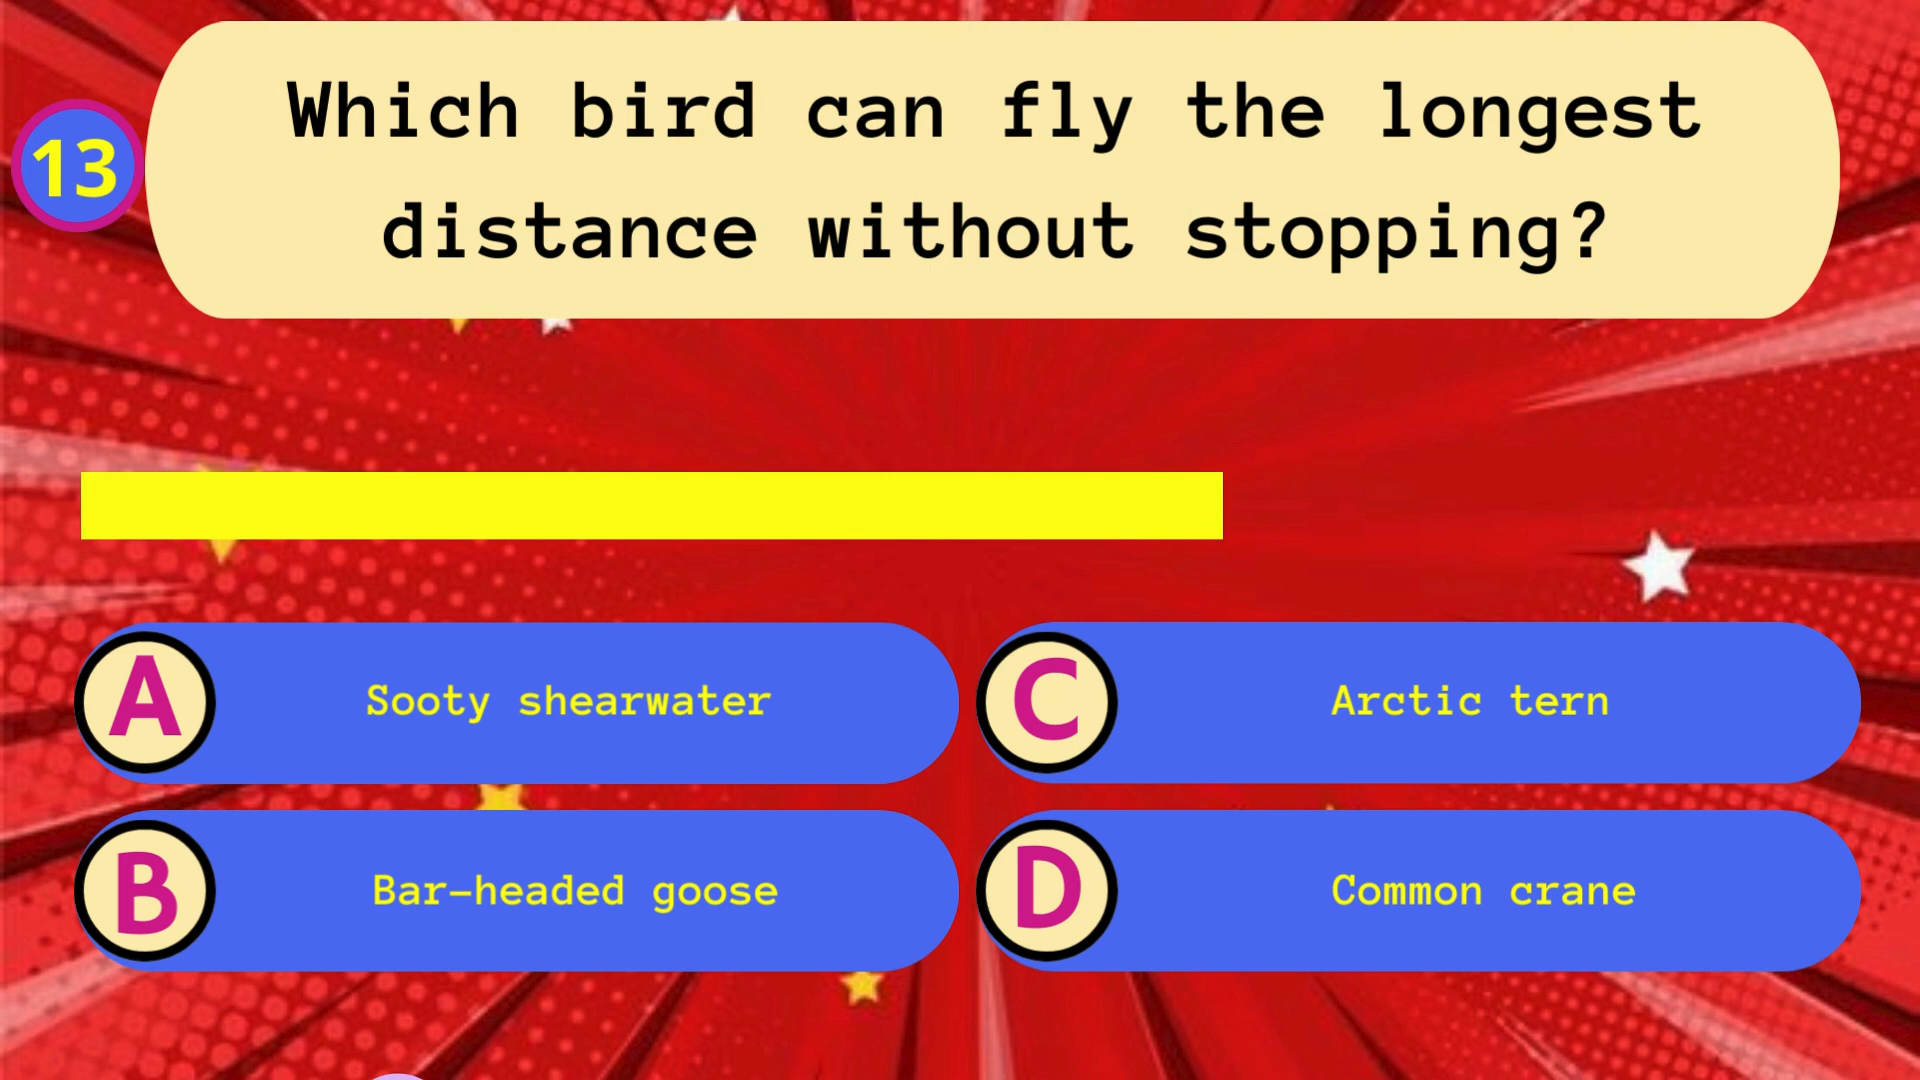 13
Which bird can fly the longest
distance without stopping?
A Sooty shearwater
C Arctic tern
B Bar-headed goose
D Common crane